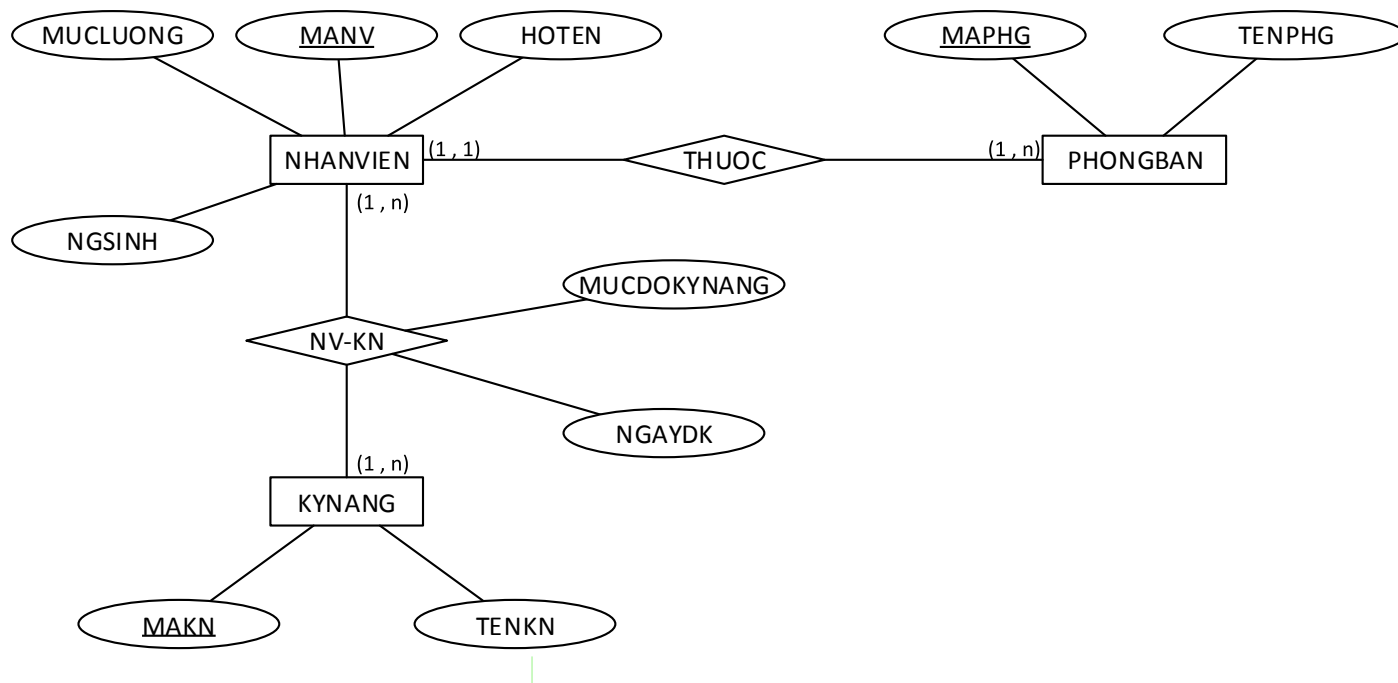 MUCLUONG
MANV
HOTEN
MAPHG
TENPHG
NHANVIEN
(1 , 1)
THUOC
(1 , n)
PHONGBAN
(1 , n)
NGSINH
MUCDOKYNANG
NV-KN
NGAYDK
(1 , n)
KYNANG
MAKN
TENKN